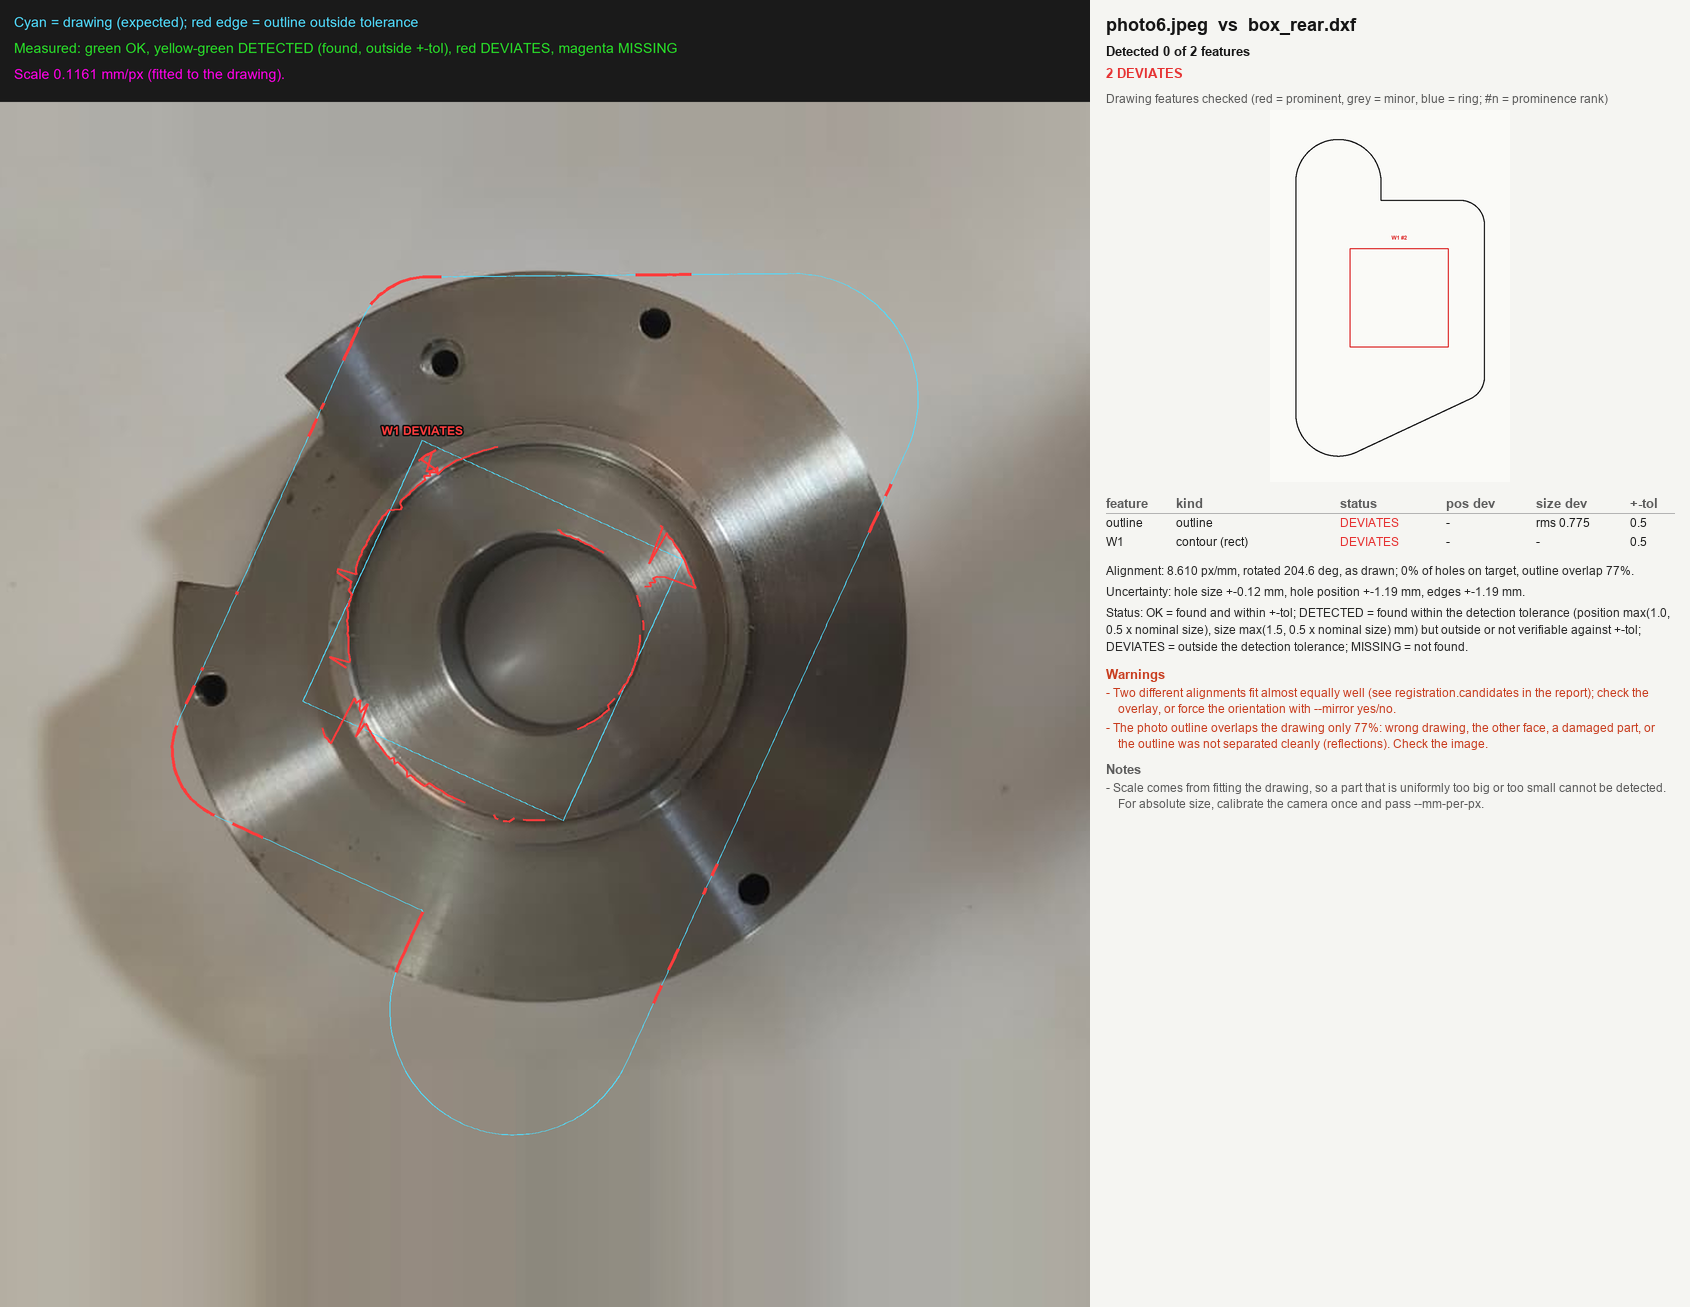 Cyan = drawing (expected); red edge = outline outside tolerance
Measured: green OK, yellow-green DETECTED (found, outside +-tol), red DEVIATES, magenta MISSING
Scale 0.1161 mm/px (fitted to the drawing).
W1 DEVIATES
photo6.jpeg vs box_rear.dxf
Detected 0 of 2 features
2 DEVIATES
Drawing features checked (red = prominent, grey = minor, blue = ring; #n = prominence rank)
W1 #2
feature kind status pos dev size dev +-tol
outline outline DEVIATES - rms 0.775 0.5
W1 contour (rect) DEVIATES - - 0.5
Alignment: 8.610 px/mm, rotated 204.6 deg, as drawn; 0% of holes on target, outline overlap 77%.
Uncertainty: hole size +-0.12 mm, hole position +-1.19 mm, edges +-1.19 mm.
Status: OK = found and within +-tol; DETECTED = found within the detection tolerance (position max(1.0,
0.5 x nominal size), size max(1.5, 0.5 x nominal size) mm) but outside or not verifiable against +-tol;
DEVIATES = outside the detection tolerance; MISSING = not found.
Warnings
- Two different alignments fit almost equally well (see registration.candidates in the report); check the
overlay, or force the orientation with --mirror yes/no.
- The photo outline overlaps the drawing only 77%: wrong drawing, the other face, a damaged part, or
the outline was not separated cleanly (reflections). Check the image.
Notes
- Scale comes from fitting the drawing, so a part that is uniformly too big or too small cannot be detected.
For absolute size, calibrate the camera once and pass --mm-per-px.